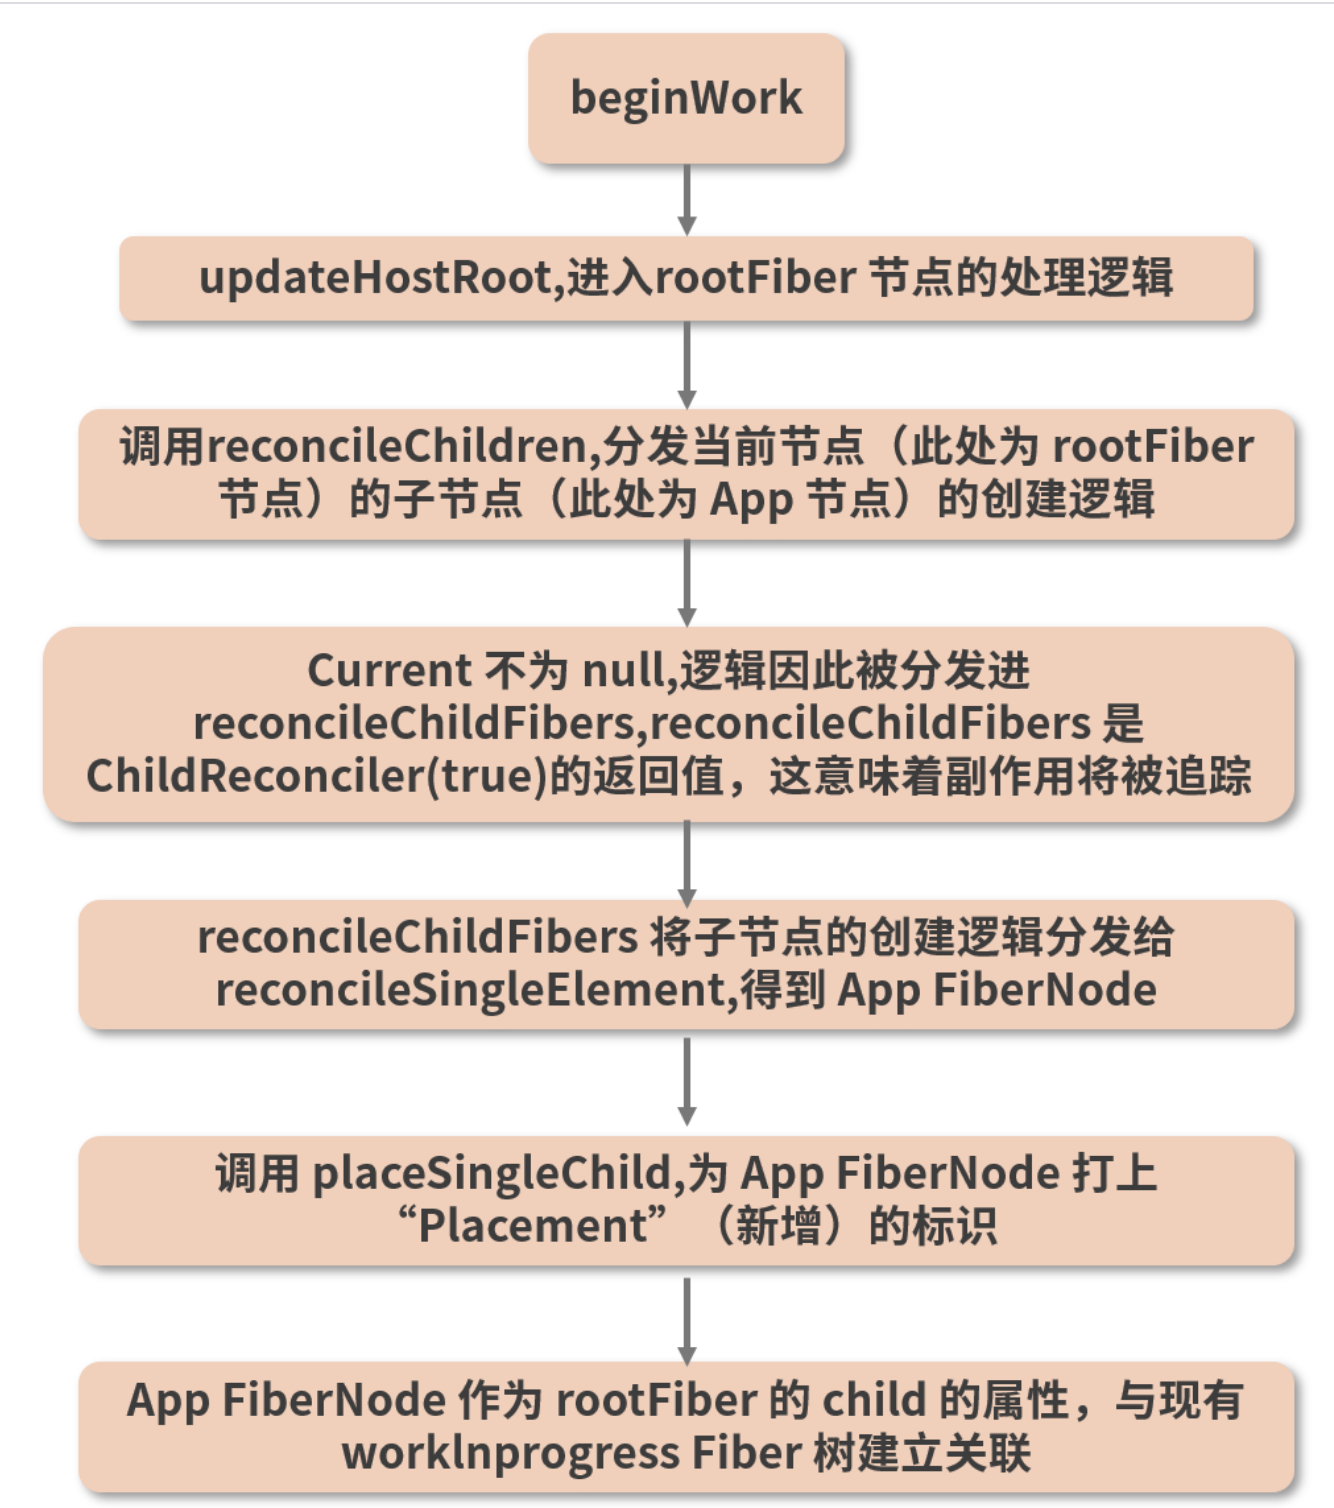 beginWork
updateHostRoot,进入rootFiber 节点的处理逻辑
调用reconcileChildren,分发当前节点（此处为 rootFiber
节点）的子节点（此处为 App 节点）的创建逻辑
Current 不为 null,逻辑因此被分发进
reconcileChildFibers,reconcileChildFibers 是
ChildReconciler(true)的返回值，这意味着副作用将被追踪
reconcileChildFibers 将子节点的创建逻辑分发给
reconcileSingleElement,得到 App FiberNode
调用 placeSingleChild,为 App FiberNode 打上
“Placement”（新增）的标识
App FiberNode 作为 rootFiber 的 child 的属性，与现有
worklnprogress Fiber 树建立关联